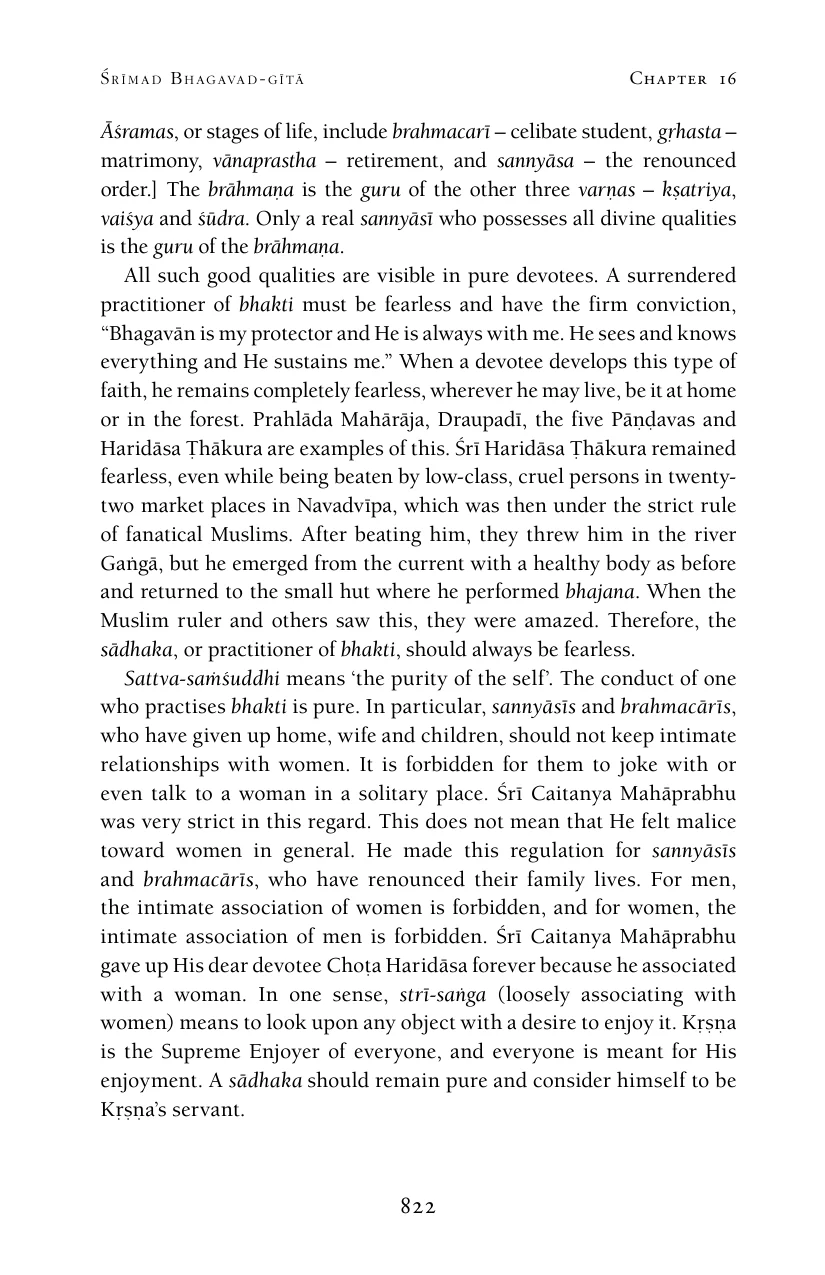 Śrīmad Bhagavad-gītā Chapter 16
Āśramas, or stages of life, include brahmacarī – celibate student, gṛhasta –
matrimony, vānaprastha – retirement, and sannyāsa – the renounced
order.] The brāhmaṇa is the guru of the other three varṇas – kṣatriya,
vaiśya and śūdra. Only a real sannyāsī who possesses all divine qualities
is the guru of the brāhmaṇa.
All such good qualities are visible in pure devotees. A surrendered
practitioner of bhakti must be fearless and have the firm conviction,
“Bhagavān is my protector and He is always with me. He sees and knows
everything and He sustains me.” When a devotee develops this type of
faith, he remains completely fearless, wherever he may live, be it at home
or in the forest. Prahlāda Mahārāja, Draupadī, the five Pāṇḍavas and
Haridāsa Ṭhākura are examples of this. Śrī Haridāsa Ṭhākura remained
fearless, even while being beaten by low-class, cruel persons in twenty-
two market places in Navadvīpa, which was then under the strict rule
of fanatical Muslims. After beating him, they threw him in the river
Gaṅgā, but he emerged from the current with a healthy body as before
and returned to the small hut where he performed bhajana. When the
Muslim ruler and others saw this, they were amazed. Therefore, the
sādhaka, or practitioner of bhakti, should always be fearless.
Sattva-saṁśuddhi means ‘the purity of the self’. The conduct of one
who practises bhakti is pure. In particular, sannyāsīs and brahmacārīs,
who have given up home, wife and children, should not keep intimate
relationships with women. It is forbidden for them to joke with or
even talk to a woman in a solitary place. Śrī Caitanya Mahāprabhu
was very strict in this regard. This does not mean that He felt malice
toward women in general. He made this regulation for sannyāsīs
and brahmacārīs, who have renounced their family lives. For men,
the intimate association of women is forbidden, and for women, the
intimate association of men is forbidden. Śrī Caitanya Mahāprabhu
gave up His dear devotee Choṭa Haridāsa forever because he associated
with a woman. In one sense, strī-saṅga (loosely associating with
women) means to look upon any object with a desire to enjoy it. Kṛṣṇa
is the Supreme Enjoyer of everyone, and everyone is meant for His
enjoyment. A sādhaka should remain pure and consider himself to be
Kṛṣṇa’s servant.
822